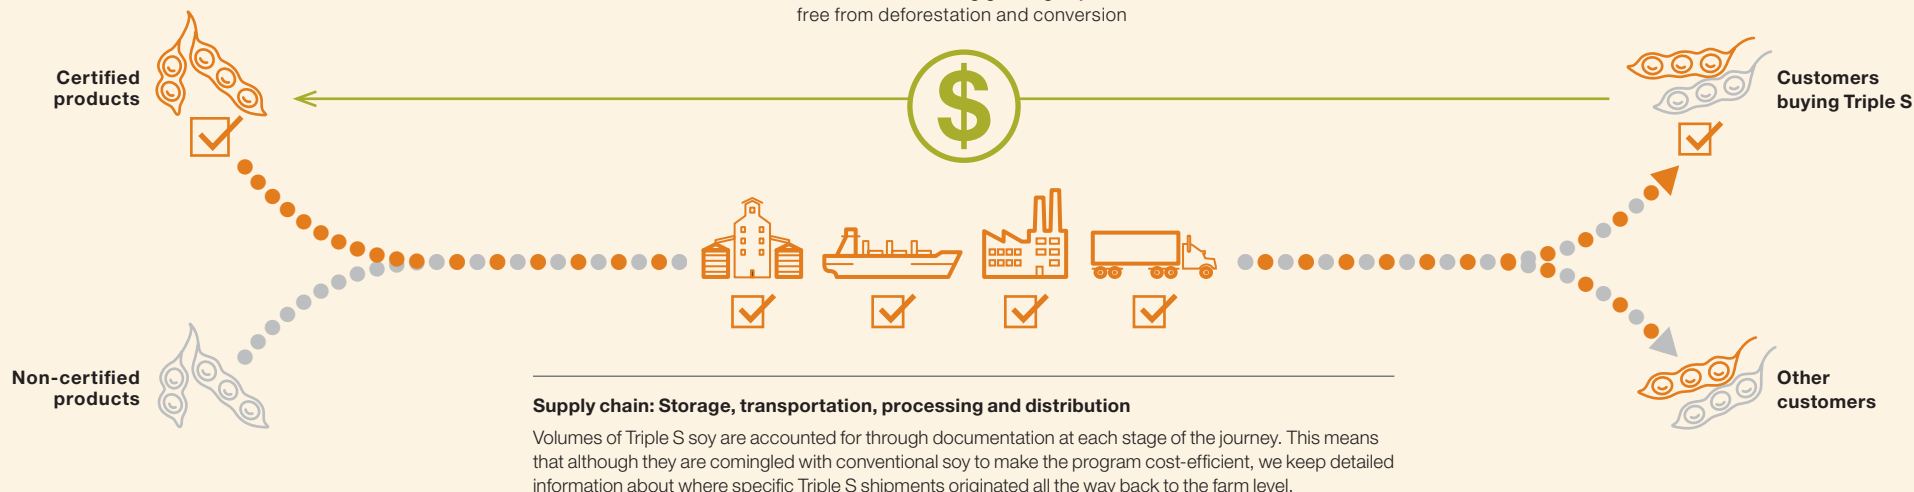 free from deforestation and conversion
$
Certified
products
Customers
buying Triple S
Non-certified
products
Other
customers
Supply chain: Storage, transportation, processing and distribution
Volumes of Triple S soy are accounted for through documentation at each stage of the journey. This means
that although they are comingled with conventional soy to make the program cost-efficient, we keep detailed
information about where specific Triple S shipments originated all the way back to the farm level.